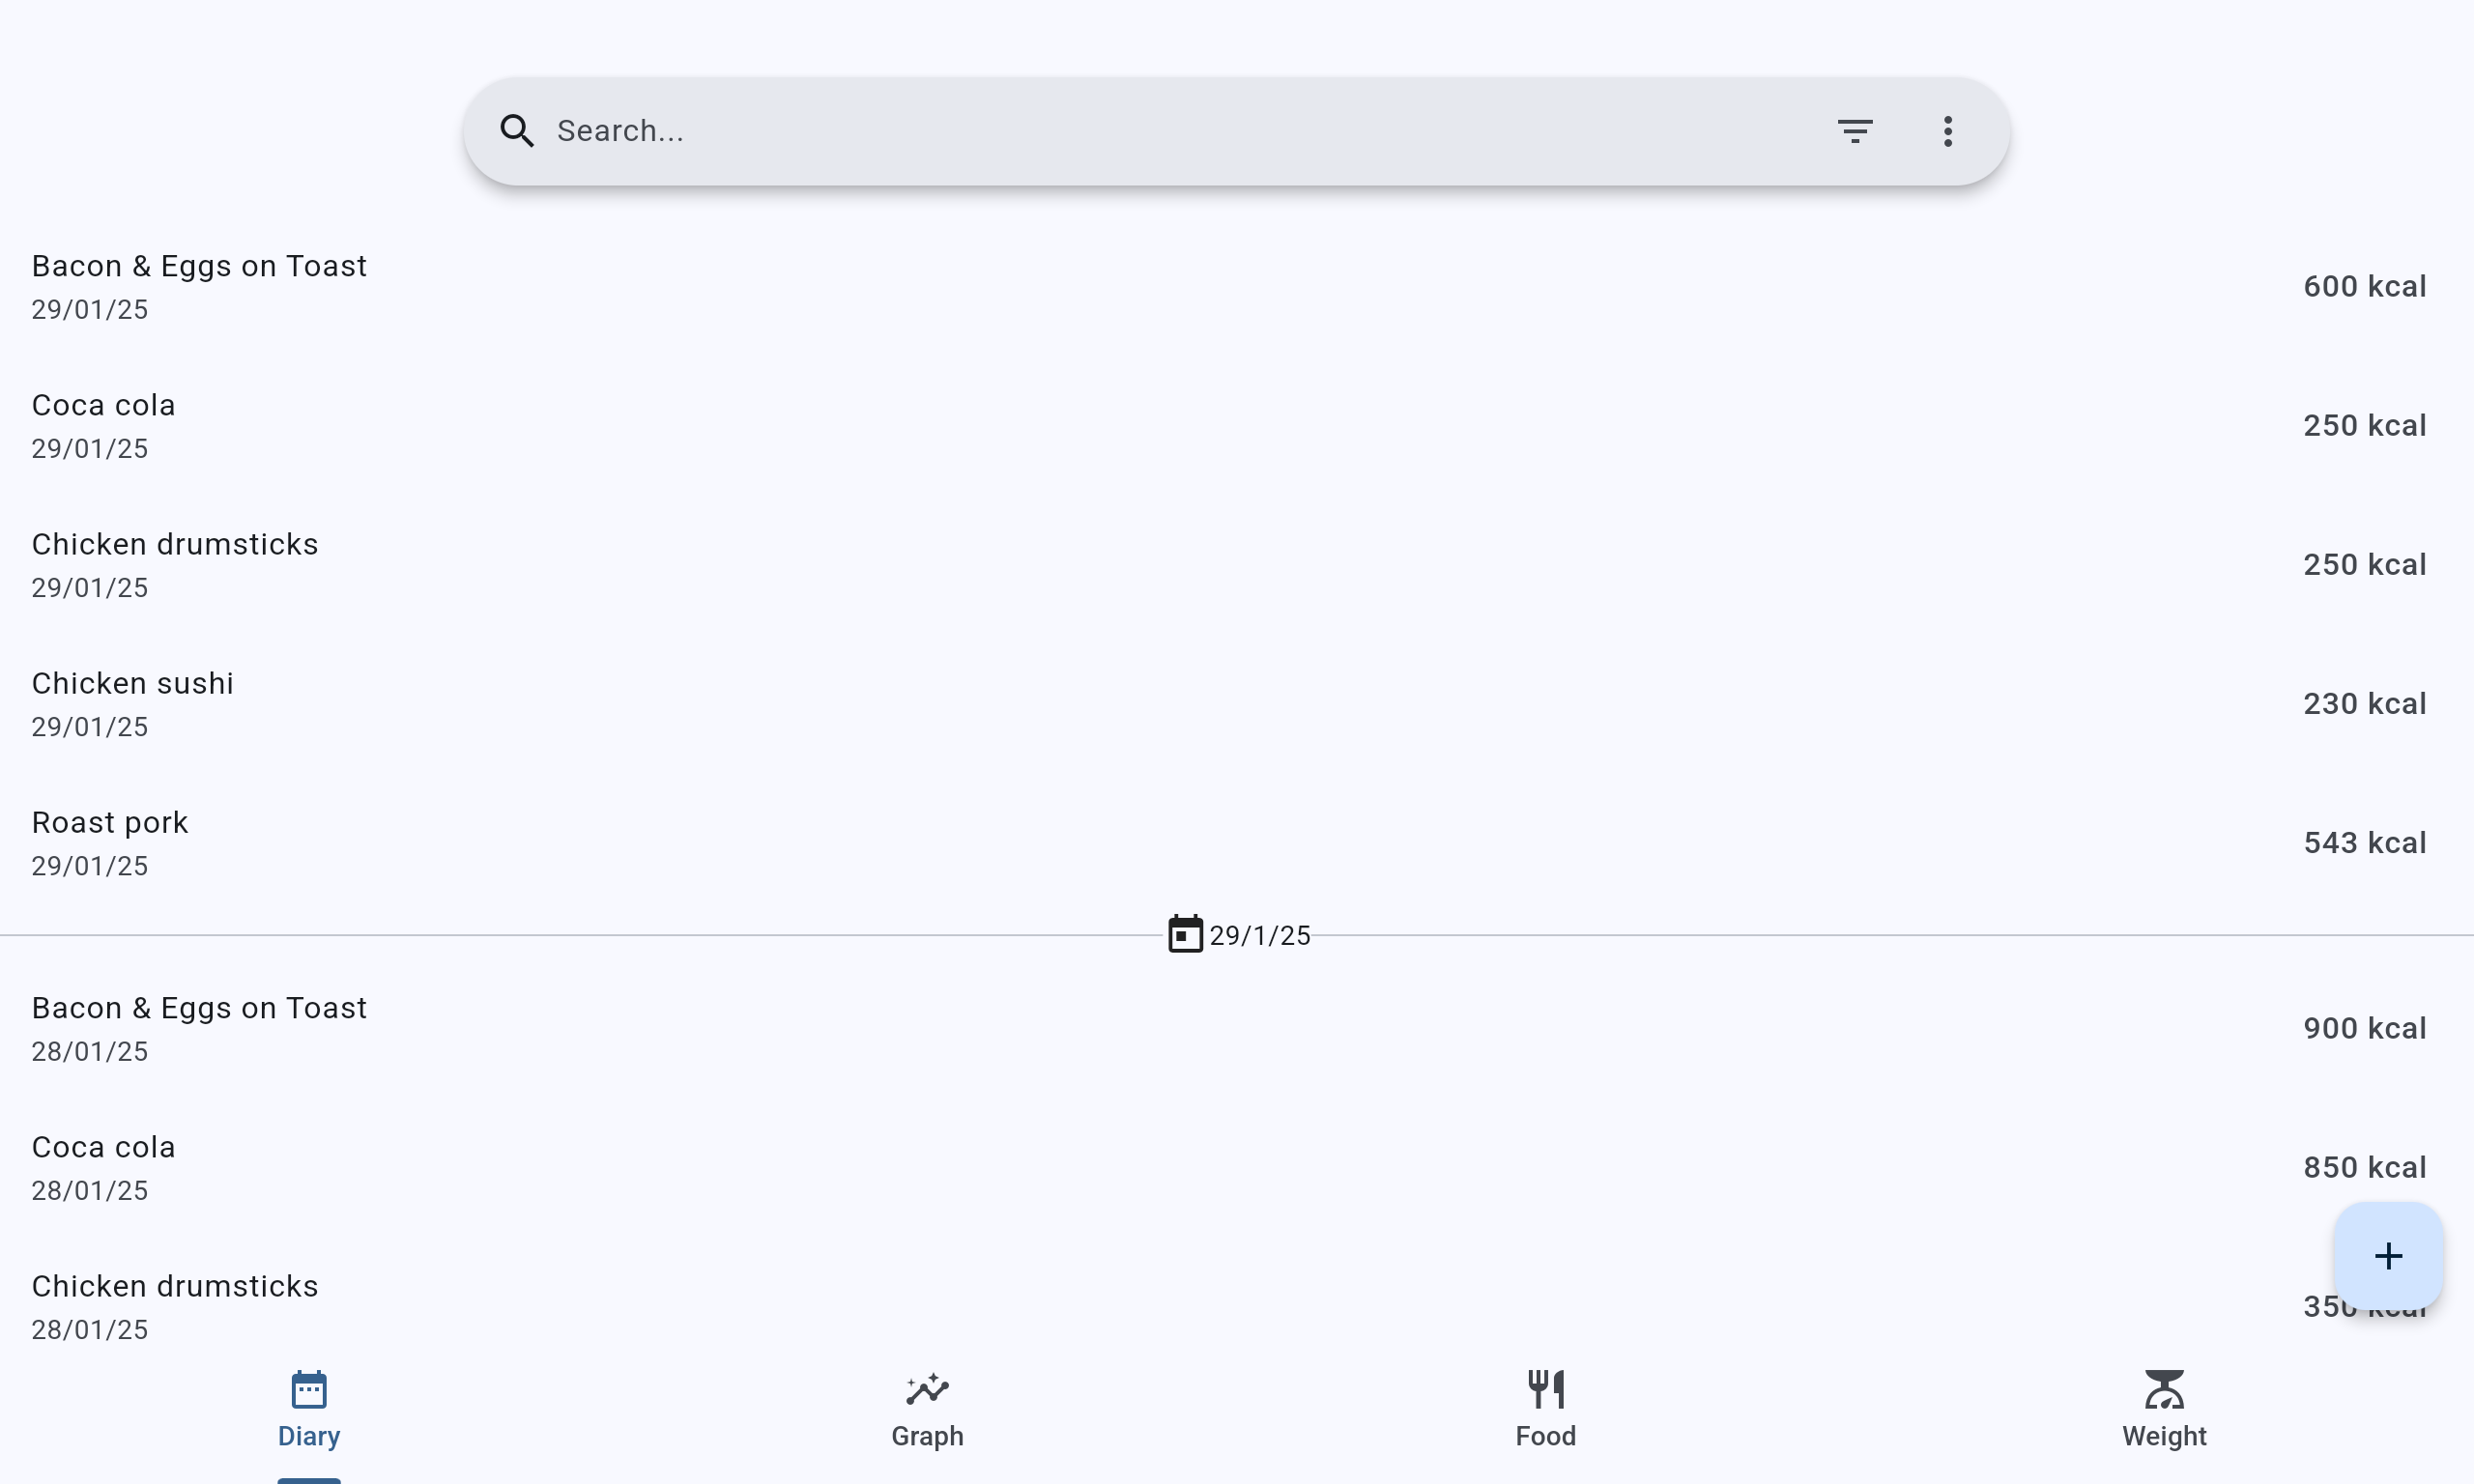 Search...
Bacon & Eggs on Toast
29/01/25
600 kcal
Coca cola
29/01/25
250 kcal
Chicken drumsticks
29/01/25
250 kcal
Chicken sushi
29/01/25
230 kcal
Roast pork
29/01/25
543 kcal
29/1/25
Bacon & Eggs on Toast
28/01/25
900 kcal
Coca cola
28/01/25
850 kcal
Chicken drumsticks
28/01/25
350 kcal
Diary
Graph
Food
Weight